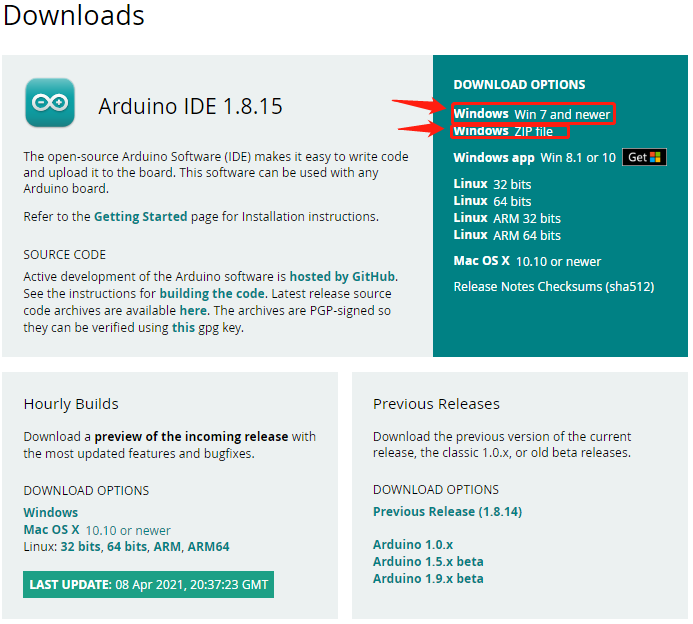 Downloads
Arduino IDE 1.8.15
The open-source Arduino Software (IDE) makes it easy to write code
and upload it to the board. This software can be used with any
Arduino board.
Refer to the Getting Started page for Installation instructions.
SOURCE CODE
Active development of the Arduino software is hosted by GitHub.
See the instructions for building the code. Latest release source
code archives are available here. The archives are PGP-signed so
they can be verified using this gpg key.
DOWNLOAD OPTIONS
Windows Win 7 and newer
Windows ZIP file
Windows app Win 8.1 or 10 Get
Linux 32 bits
Linux 64 bits
Linux ARM 32 bits
Linux ARM 64 bits
Mac OS X 10.10 or newer
Release Notes Checksums (sha512)
Hourly Builds
Download a preview of the incoming release with
the most updated features and bugfixes.
DOWNLOAD OPTIONS
Windows
Mac OS X 10.10 or newer
Linux: 32 bits, 64 bits, ARM, ARM64
LAST UPDATE: 08 Apr 2021, 20:37:23 GMT
Previous Releases
Download the previous version of the current
release, the classic 1.0.x, or old beta releases.
DOWNLOAD OPTIONS
Previous Release (1.8.14)
Arduino 1.0.x
Arduino 1.5.x beta
Arduino 1.9.x beta